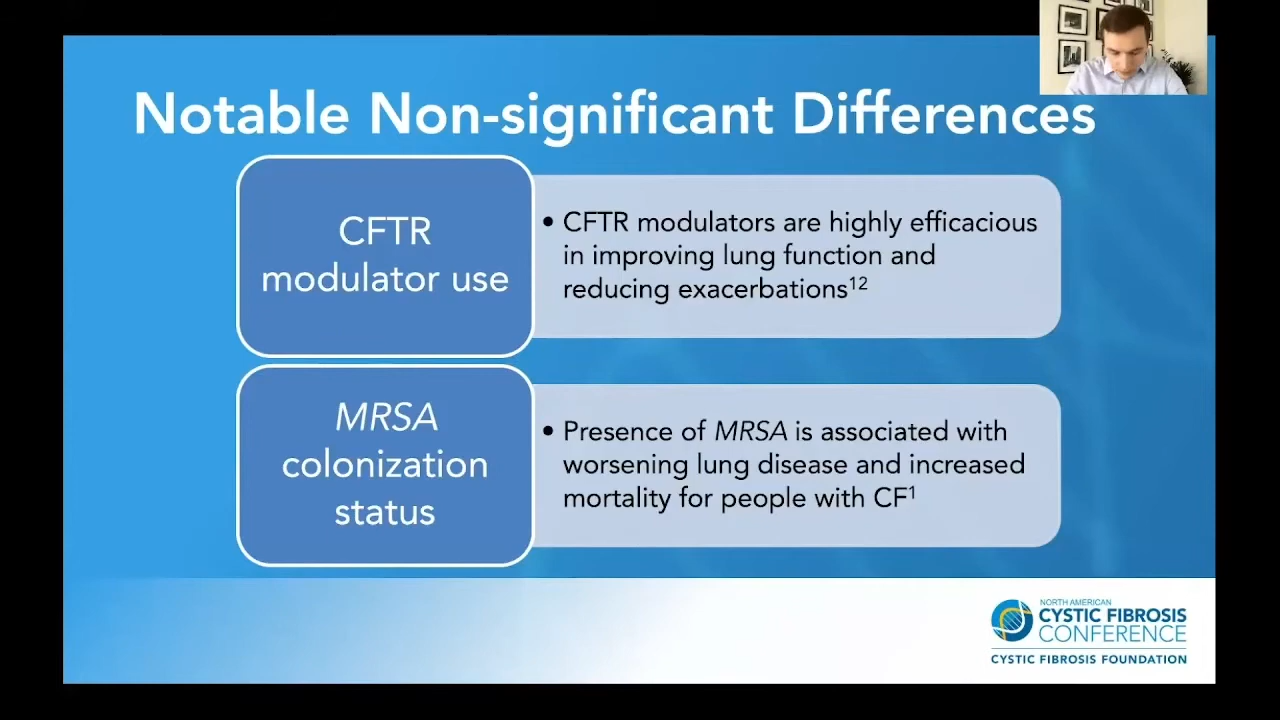 Notable Non-significant Differences
CFTR
modulator use
• CFTR modulators are highly efficacious
in improving lung function and
reducing exacerbations¹²
MRSA
colonization
status
• Presence of MRSA is associated with
worsening lung disease and increased
mortality for people with CF¹
NORTH AMERICAN
CYSTIC FIBROSIS
CONFERENCE
CYSTIC FIBROSIS FOUNDATION